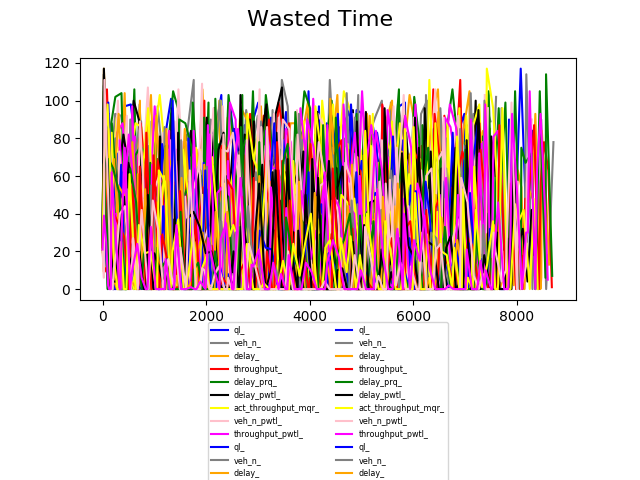 Wasted Time
120
100
80
60
40
20
0
0 2000 4000 6000 8000
ql_ ql_
veh_n_ veh_n_
delay_ delay_
throughput_ throughput_
delay_prq_ delay_prq_
delay_pwtl_ delay_pwtl_
act_throughput_mqr_ act_throughput_mqr_
veh_n_pwtl_ veh_n_pwtl_
throughput_pwtl_ throughput_pwtl_
ql_ ql_
veh_n_ veh_n_
delay_ delay_